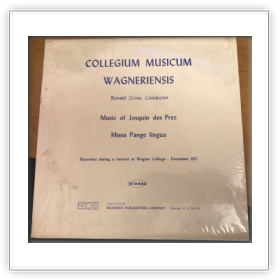 COLLEGIUM MUSICUM
WAGNERIENSIS
Ronald Cross, Conductor
Music of Josquin des Prez
Missa Pange lingua
Recorded during a concert at Wagner College - December 1971
STEREO
RECORDED PUBLICATIONS COMPANY